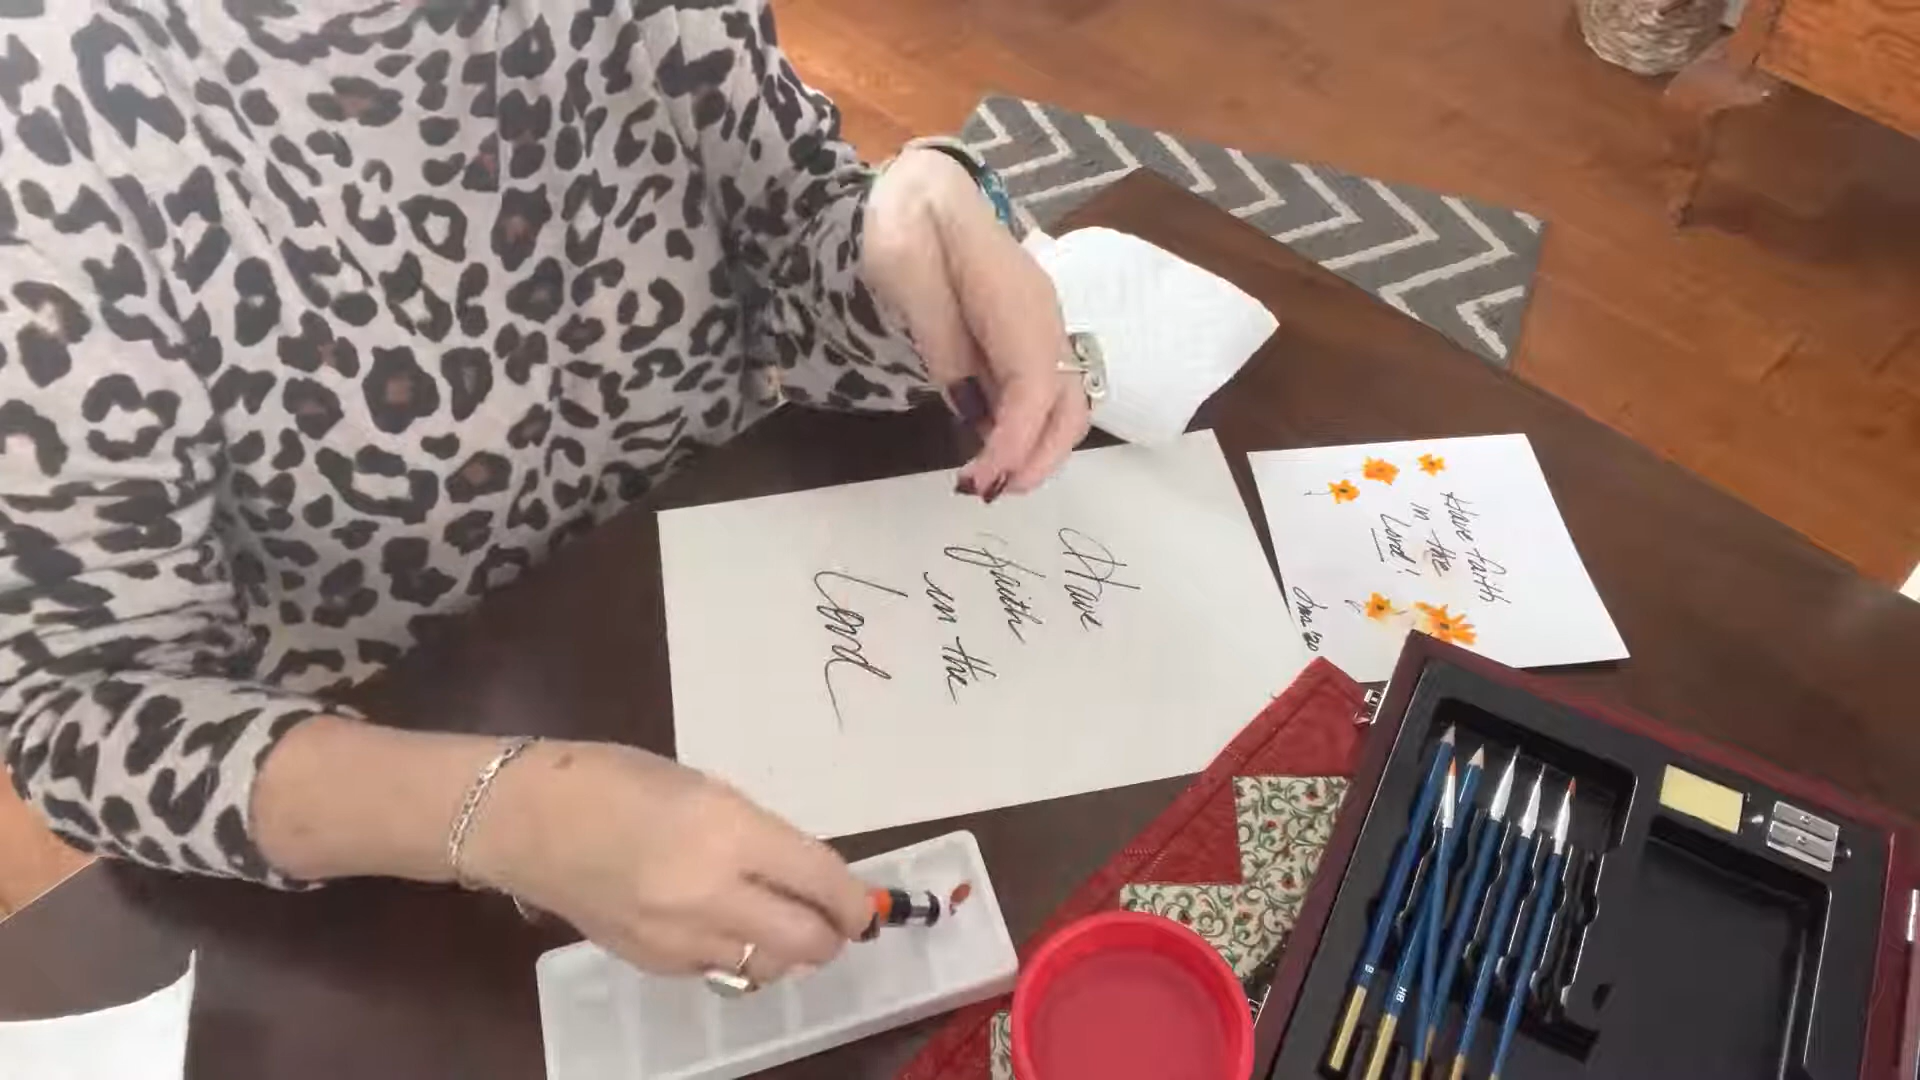 Have
faith
in the
Lord
Have faith
in the
Lord!
HB
B